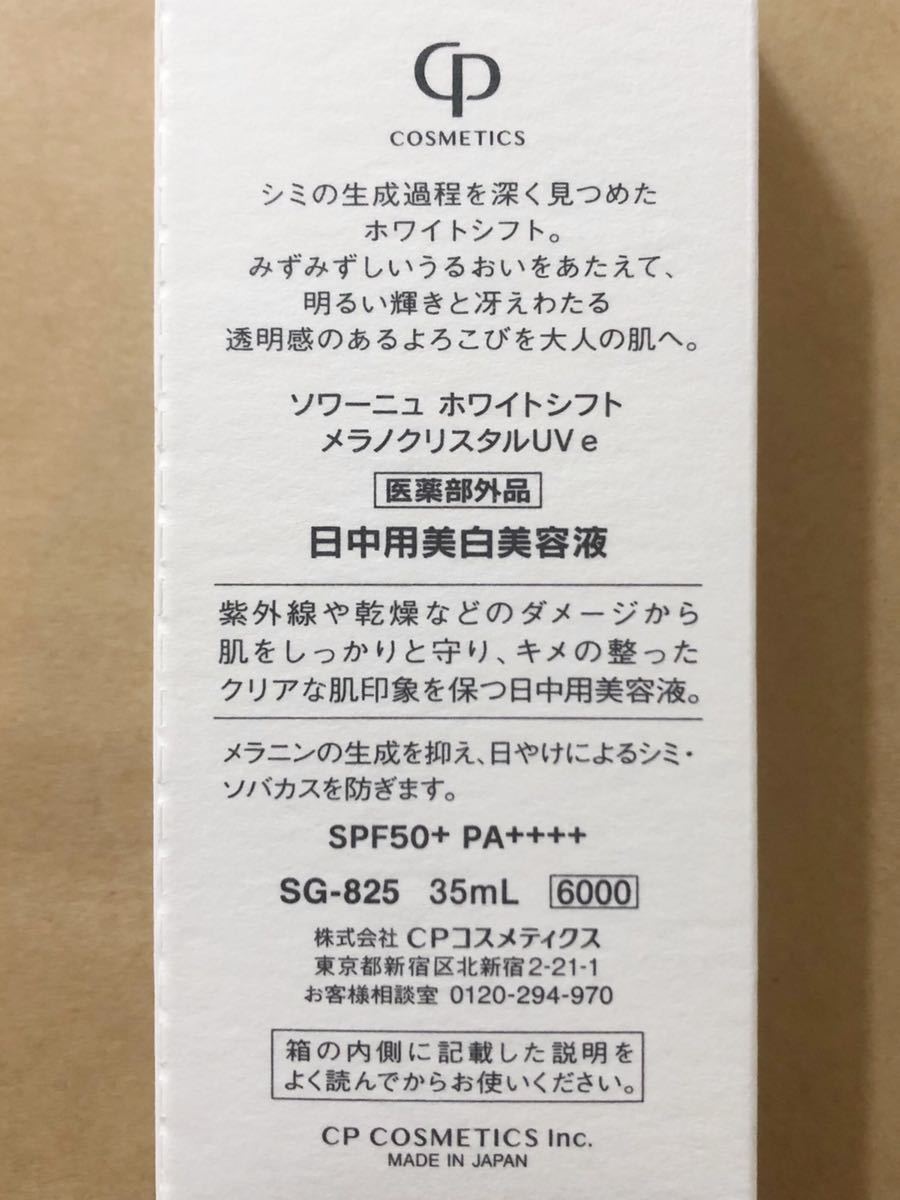 Cp
COSMETICS
シミの生成過程を深く見つめた
ホワイトシフト。
みずみずしいうるおいをあたえて、
明るい輝きと冴えわたる
透明感のあるよろこびを大人の肌へ。
ソワーニュ ホワイトシフト
メラノクリスタルUV e
医薬部外品
日中用美白美容液
紫外線や乾燥などのダメージから
肌をしっかりと守り、キメの整った
クリアな肌印象を保つ日中用美容液。
メラニンの生成を抑え、日やけによるシミ・
ソバカスを防ぎます。
SPF50+ PA++++
SG-825 35mL 6000
株式会社 CPコスメティクス
東京都新宿区北新宿2-21-1
お客様相談室 0120-294-970
箱の内側に記載した説明を
よく読んでからお使いください。
CP COSMETICS Inc.
MADE IN JAPAN